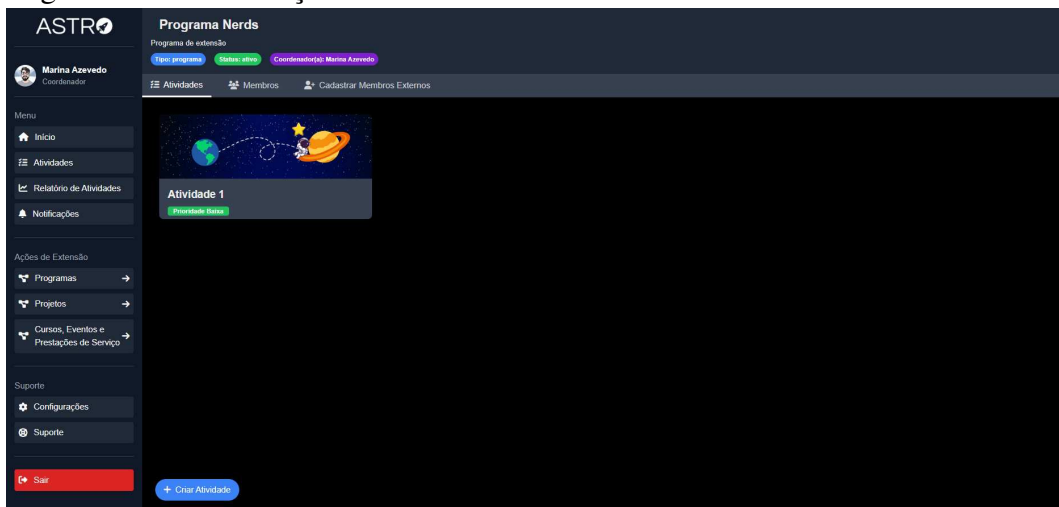 ASTRO
Marina Azevedo
Coordenador
Menu
Início
Atividades
Relatório de Atividades
Notificações
Ações de Extensão
Programas
Projetos
Cursos, Eventos e
Prestações de Serviço
Suporte
Configurações
Suporte
Sair
Programa Nerds
Programa de extensão
Tipo: programa Status: ativo Coordenador(a): Marina Azevedo
Atividades Membros Cadastrar Membros Externos
Atividade 1
Prioridade Baixa
+ Criar Atividade